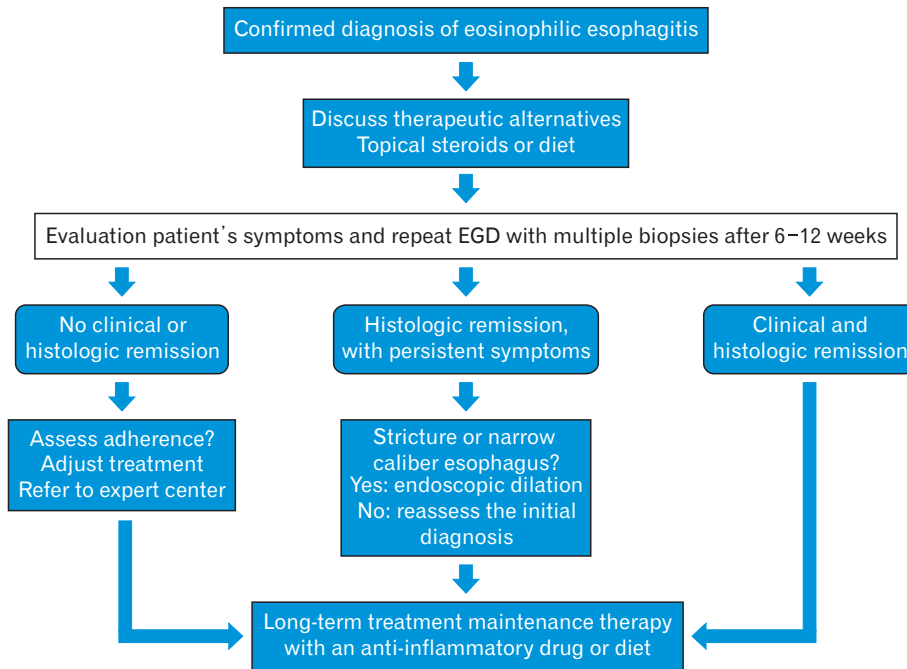 Confirmed diagnosis of eosinophilic esophagitis
Discuss therapeutic alternatives
Topical steroids or diet
Evaluation patient's symptoms and repeat EGD with multiple biopsies after 6–12 weeks
No clinical or
histologic remission
Histologic remission,
with persistent symptoms
Clinical and
histologic remission
Assess adherence?
Adjust treatment
Refer to expert center
Stricture or narrow
caliber esophagus?
Yes: endoscopic dilation
No: reassess the initial
diagnosis
Long-term treatment maintenance therapy
with an anti-inflammatory drug or diet